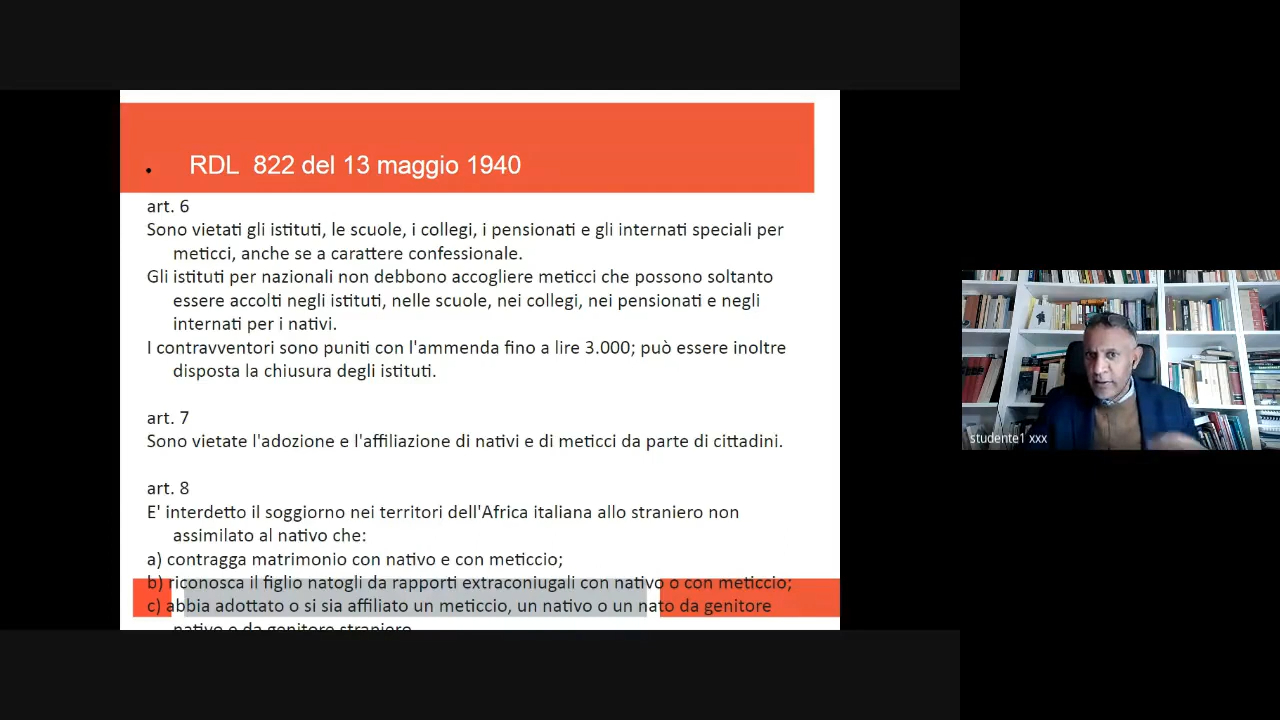 • RDL 822 del 13 maggio 1940
art. 6
Sono vietati gli istituti, le scuole, i collegi, i pensionati e gli internati speciali per
meticci, anche se a carattere confessionale.
Gli istituti per nazionali non debbono accogliere meticci che possono soltanto
essere accolti negli istituti, nelle scuole, nei collegi, nei pensionati e negli
internati per i nativi.
I contravventori sono puniti con l'ammenda fino a lire 3.000; può essere inoltre
disposta la chiusura degli istituti.
art. 7
Sono vietate l'adozione e l'affiliazione di nativi e di meticci da parte di cittadini.
art. 8
E' interdetto il soggiorno nei territori dell'Africa italiana allo straniero non
assimilato al nativo che:
a) contragga matrimonio con nativo e con meticcio;
b) riconosca il figlio natogli da rapporti extraconiugali con nativo o con meticcio;
c) abbia adottato o si sia affiliato un meticcio, un nativo o un nato da genitore
nativo e da genitore straniero
studente1 xxx